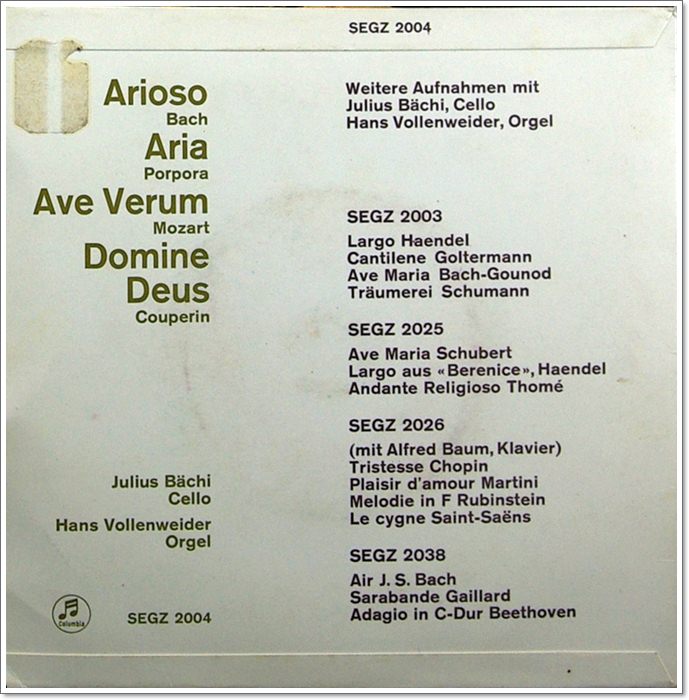 SEGZ 2004
Arioso
Bach
Aria
Porpora
Ave Verum
Mozart
Domine
Deus
Couperin
Julius Bächi
Cello
Hans Vollenweider
Orgel
Columbia
SEGZ 2004
Weitere Aufnahmen mit
Julius Bächi, Cello
Hans Vollenweider, Orgel
SEGZ 2003
Largo Haendel
Cantilene Goltermann
Ave Maria Bach-Gounod
Träumerei Schumann
SEGZ 2025
Ave Maria Schubert
Largo aus «Berenice», Haendel
Andante Religioso Thomé
SEGZ 2026
(mit Alfred Baum, Klavier)
Tristesse Chopin
Plaisir d'amour Martini
Melodie in F Rubinstein
Le cygne Saint-Saëns
SEGZ 2038
Air J. S. Bach
Sarabande Gaillard
Adagio in C-Dur Beethoven